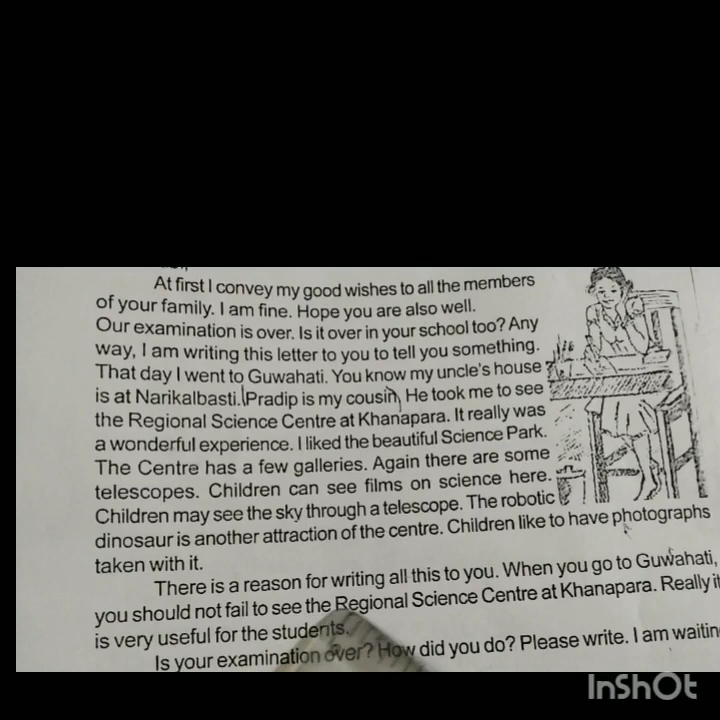 At first I convey my good wishes to all the members
of your family. I am fine. Hope you are also well.
Our examination is over. Is it over in your school too? Any
way, I am writing this letter to you to tell you something.
That day I went to Guwahati. You know my uncle's house
is at Narikalbasti. (Pradip is my cousin) He took me to see
the Regional Science Centre at Khanapara. It really was
a wonderful experience. I liked the beautiful Science Park.
The Centre has a few galleries. Again there are some
telescopes. Children can see films on science here.
Children may see the sky through a telescope. The robotic
dinosaur is another attraction of the centre. Children like to have photographs
taken with it.
There is a reason for writing all this to you. When you go to Guwahati,
you should not fail to see the Regional Science Centre at Khanapara. Really it
is very useful for the students.
Is your examination over? How did you do? Please write. I am waitin
InShOt